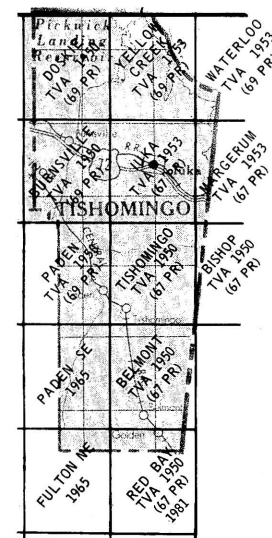 Pickwick
Landing
Reservoir
TVA
(69 PR)
YELLOW
CREEK
TVA 1953
(69 PR)
WATERLOO
TVA 1953
(69 PR)
BURNSVILLE
TVA 1950
(69 PR)
IUKA
TVA 1953
(67 PR)
Iuka
MARGERUM
TVA 1953
(67 PR)
TISHOMINGO
PADEN
TVA 1950
(69 PR)
TISHOMINGO
TVA 1950
(67 PR)
Tishomingo
BISHOP
TVA 1950
(67 PR)
PADEN SE
1965
BELMONT
TVA 1950
(67 PR)
Golden
FULTON NE
1965
RED BAY
TVA 1950
(67 PR)
1981